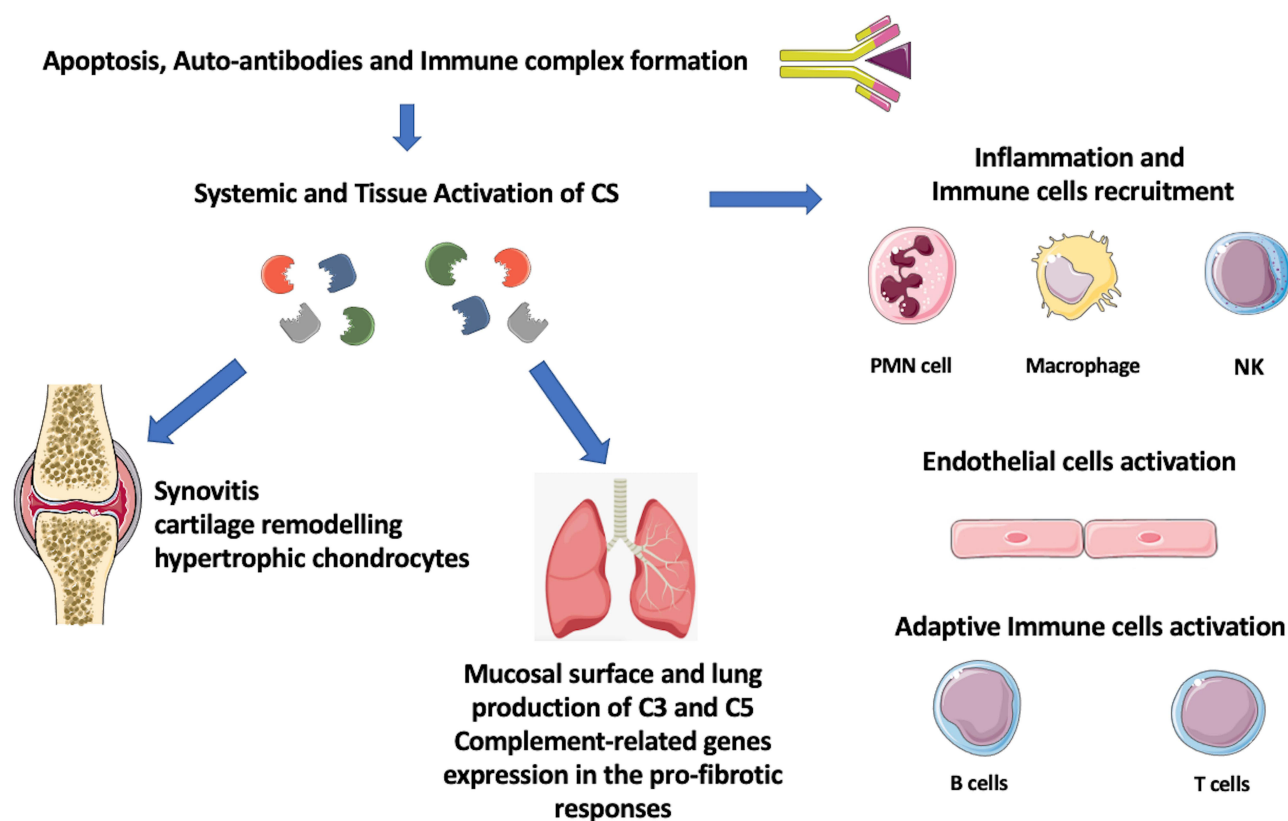 Apoptosis, Auto-antibodies and Immune complex formation
Systemic and Tissue Activation of CS
Inflammation and
Immune cells recruitment
PMN cell
Macrophage
NK
Synovitis
cartilage remodelling
hypertrophic chondrocytes
Endothelial cells activation
Adaptive Immune cells activation
B cells
T cells
Mucosal surface and lung
production of C3 and C5
Complement-related genes
expression in the pro-fibrotic
responses